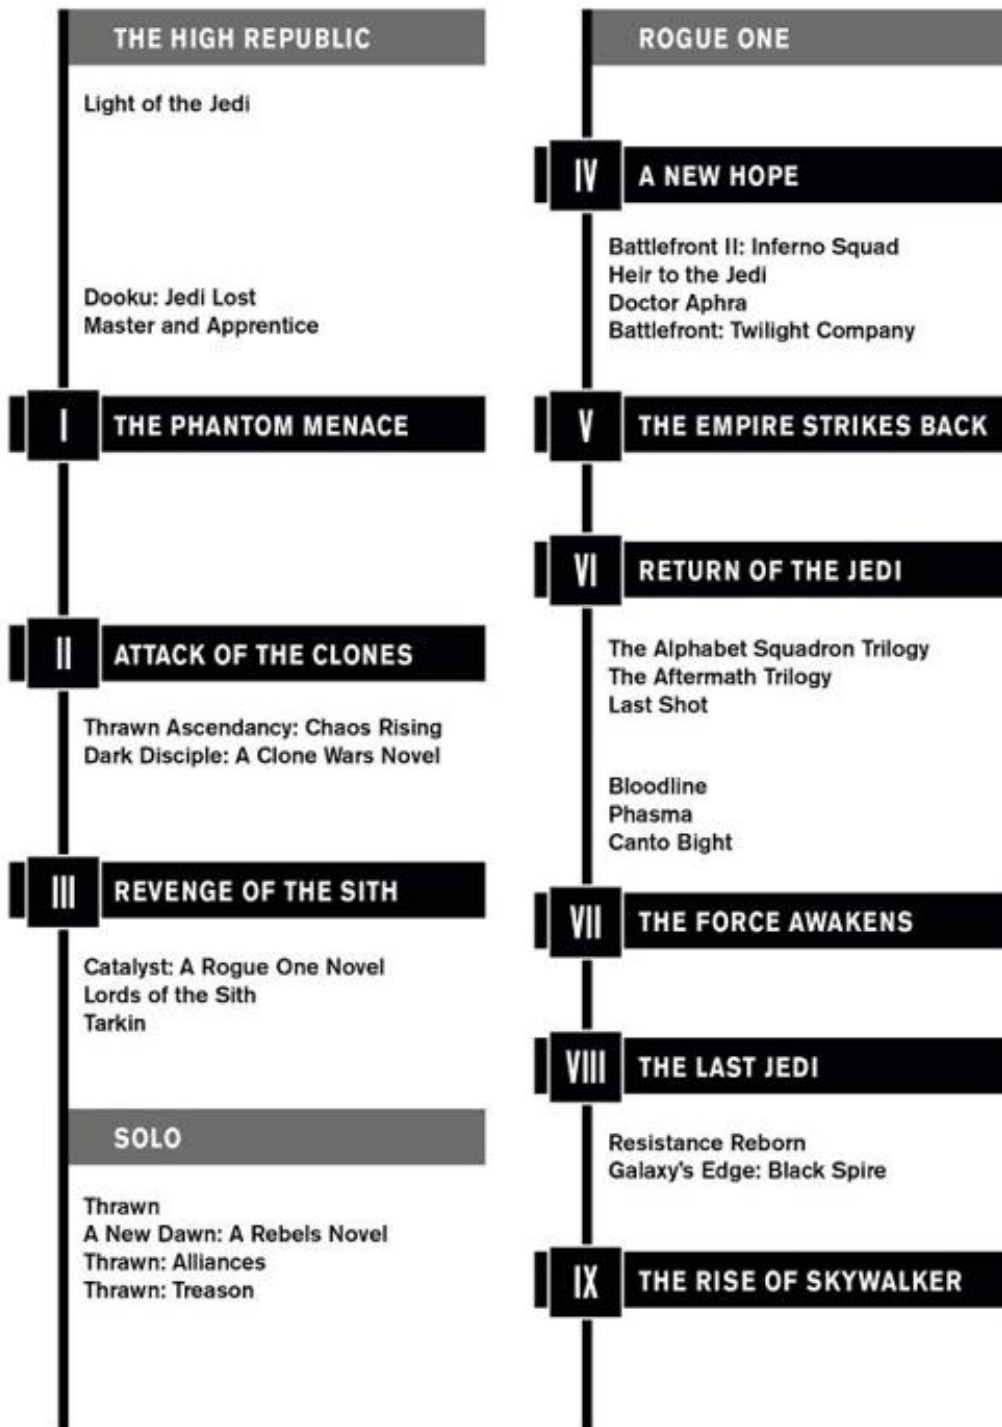 THE HIGH REPUBLIC
Light of the Jedi
Dooku: Jedi Lost
Master and Apprentice
I
THE PHANTOM MENACE
II
ATTACK OF THE CLONES
Thrawn Ascendancy: Chaos Rising
Dark Disciple: A Clone Wars Novel
III
REVENGE OF THE SITH
Catalyst: A Rogue One Novel
Lords of the Sith
Tarkin
SOLO
Thrawn
A New Dawn: A Rebels Novel
Thrawn: Alliances
Thrawn: Treason
ROGUE ONE
IV
A NEW HOPE
Battlefront II: Inferno Squad
Heir to the Jedi
Doctor Aphra
Battlefront: Twilight Company
V
THE EMPIRE STRIKES BACK
VI
RETURN OF THE JEDI
The Alphabet Squadron Trilogy
The Aftermath Trilogy
Last Shot
Bloodline
Phasma
Canto Bight
VII
THE FORCE AWAKENS
VIII
THE LAST JEDI
Resistance Reborn
Galaxy's Edge: Black Spire
IX
THE RISE OF SKYWALKER